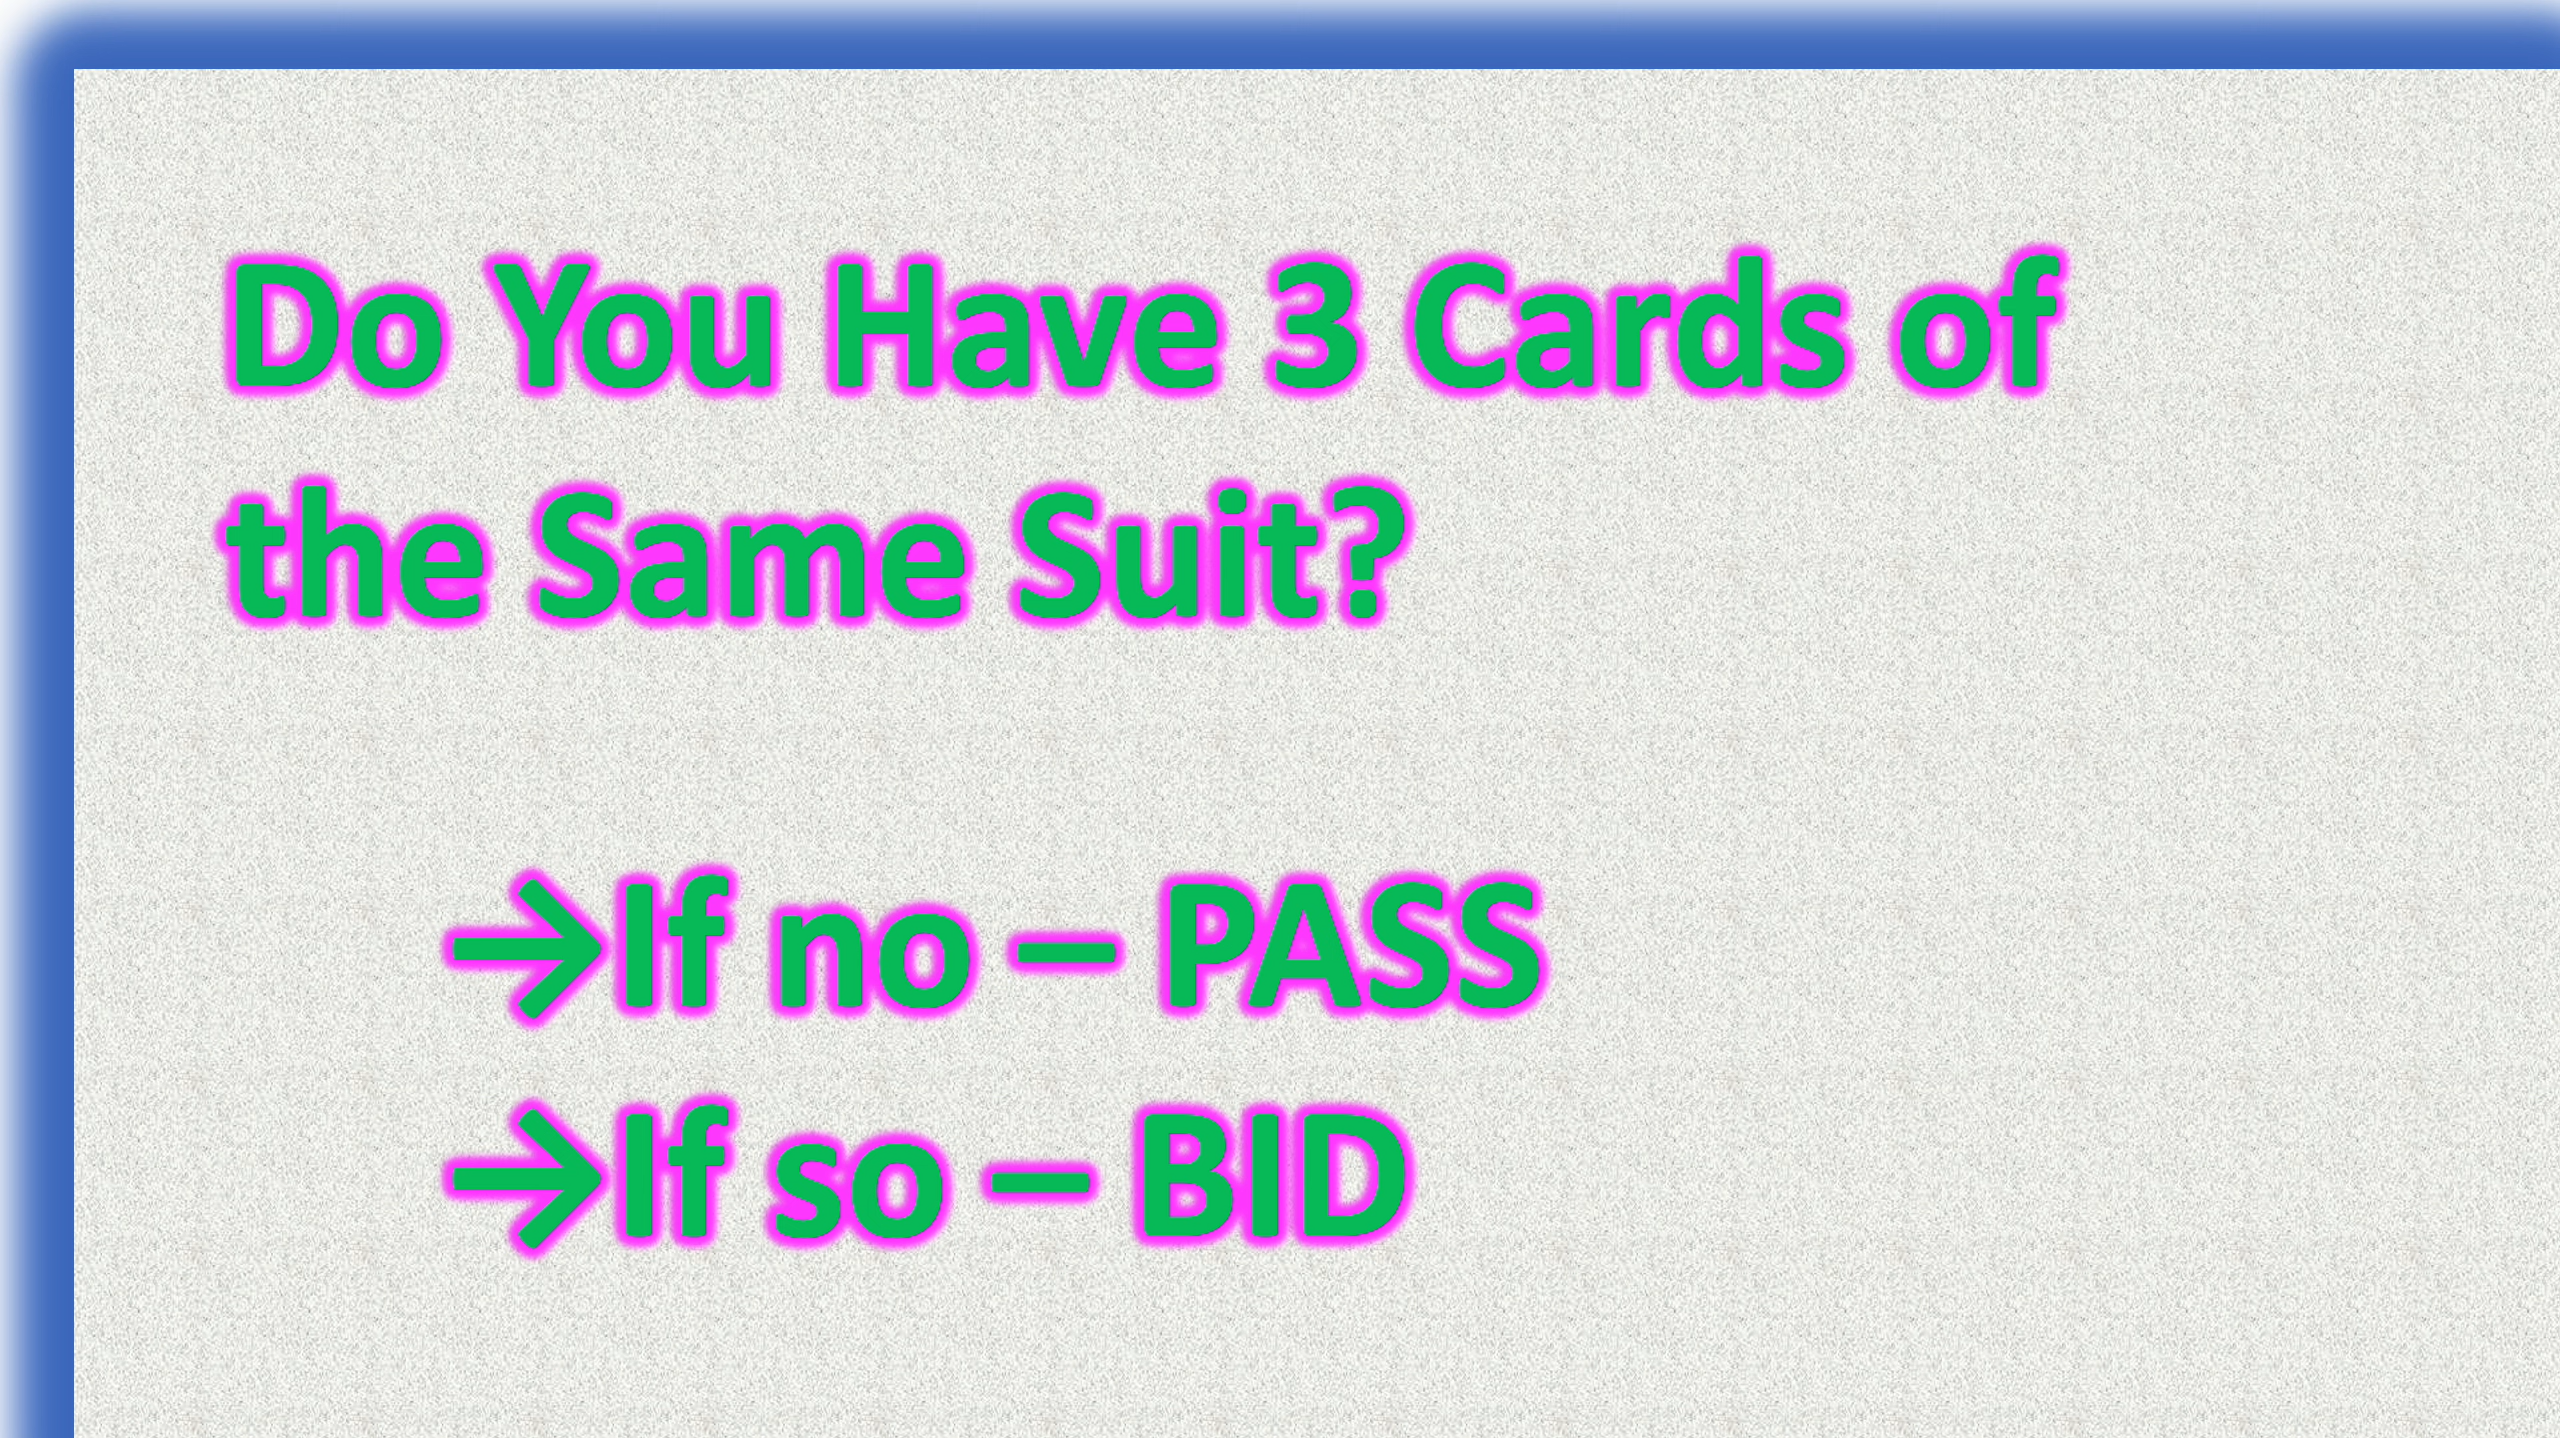 Do You Have 3 Cards of
the Same Suit?
→If no – PASS
→If so – BID